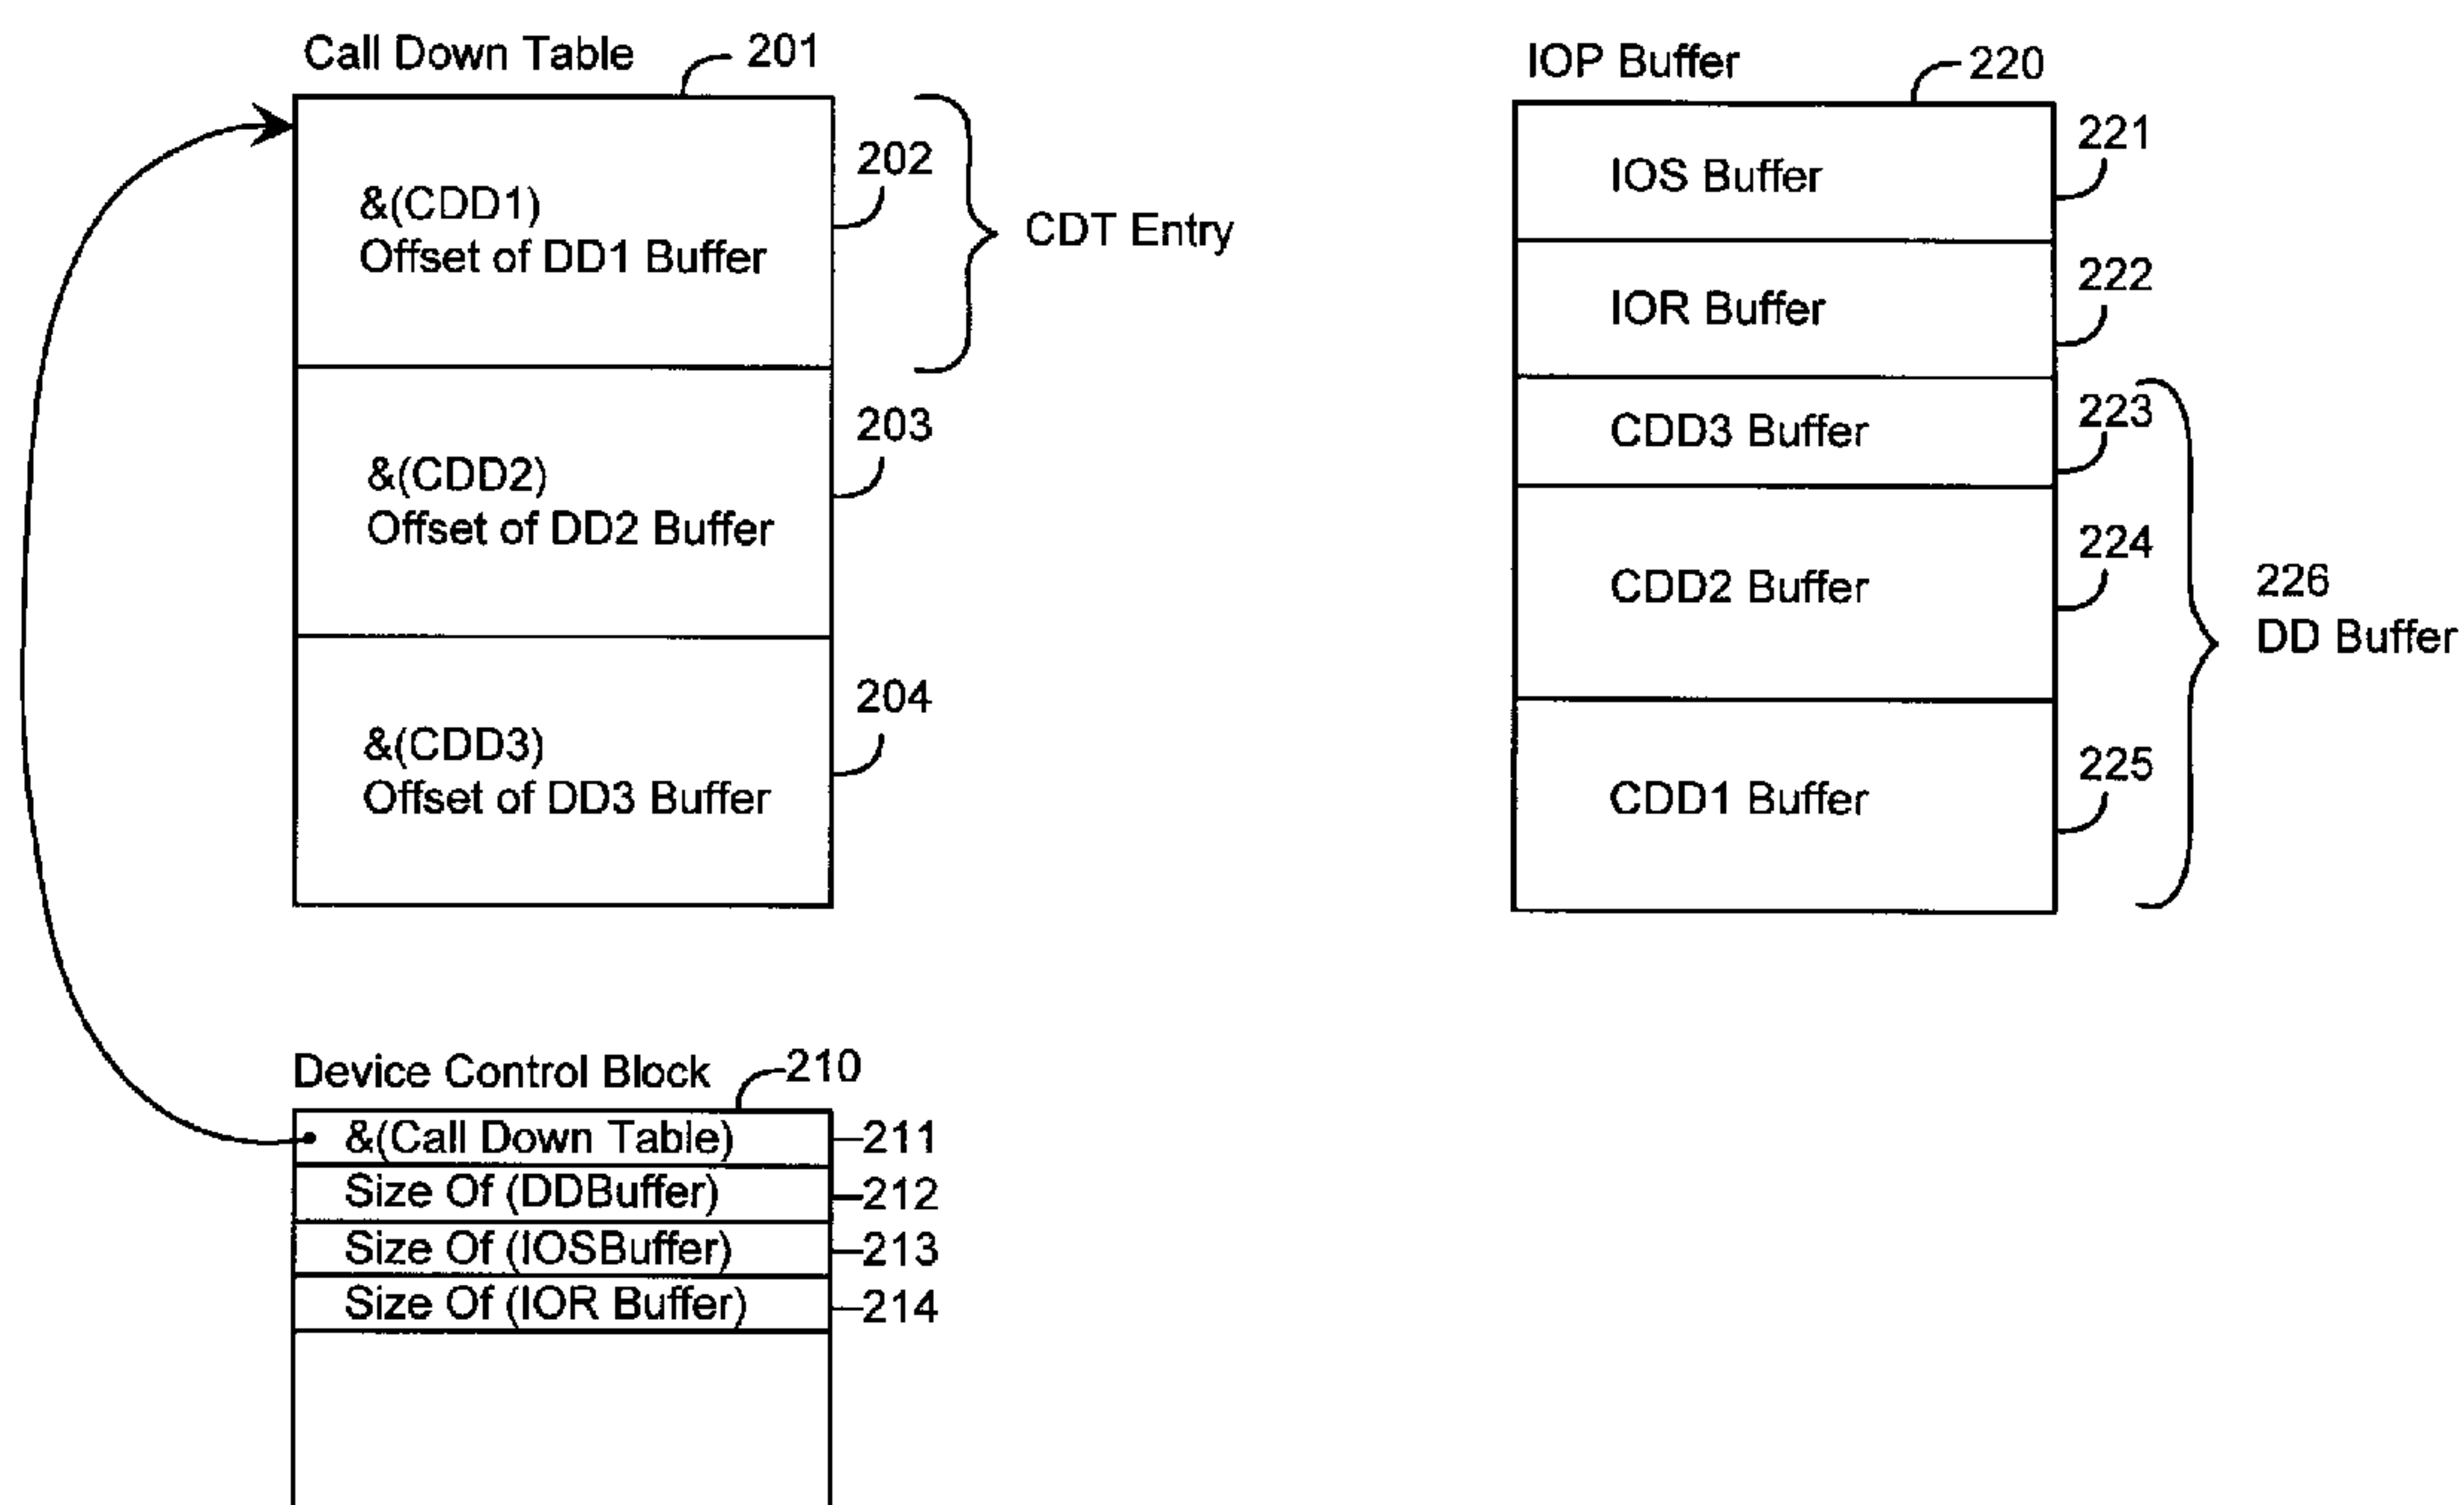 Call Down Table
201
&(CDD1)
Offset of DD1 Buffer
202
CDT Entry
&(CDD2)
Offset of DD2 Buffer
203
&(CDD3)
Offset of DD3 Buffer
204
Device Control Block
210
&(Call Down Table)
211
Size Of (DDBuffer)
212
Size Of (IOSBuffer)
213
Size Of (IOR Buffer)
214
IOP Buffer
220
IOS Buffer
221
IOR Buffer
222
CDD3 Buffer
223
CDD2 Buffer
224
CDD1 Buffer
225
226
DD Buffer